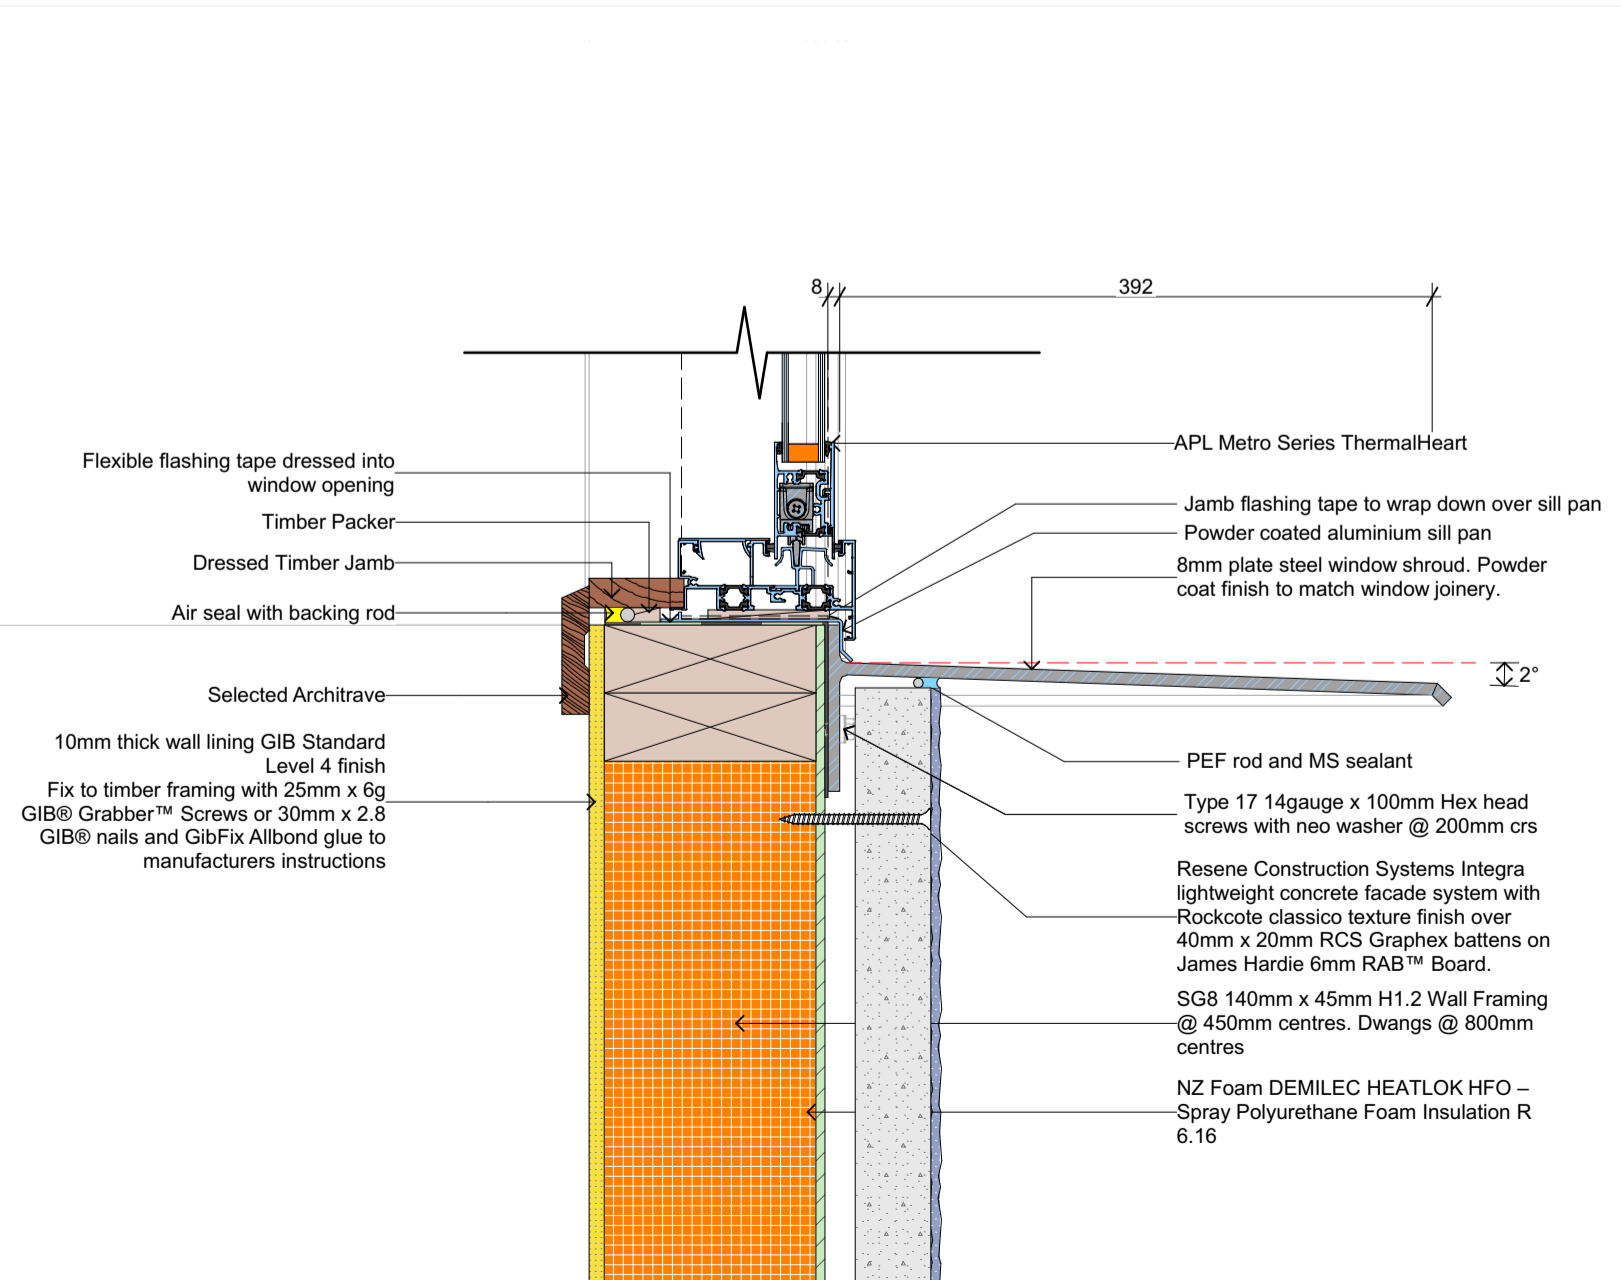 8
392
Flexible flashing tape dressed into
window opening
Timber Packer
Dressed Timber Jamb
Air seal with backing rod
Selected Architrave
10mm thick wall lining GIB Standard
Level 4 finish
Fix to timber framing with 25mm x 6g
GIB® Grabber™ Screws or 30mm x 2.8
GIB® nails and GibFix Allbond glue to
manufacturers instructions
APL Metro Series ThermalHeart
Jamb flashing tape to wrap down over sill pan
Powder coated aluminium sill pan
8mm plate steel window shroud. Powder
coat finish to match window joinery.
2°
PEF rod and MS sealant
Type 17 14gauge x 100mm Hex head
screws with neo washer @ 200mm crs
Resene Construction Systems Integra
lightweight concrete facade system with
Rockcote classico texture finish over
40mm x 20mm RCS Graphex battens on
James Hardie 6mm RAB™ Board.
SG8 140mm x 45mm H1.2 Wall Framing
@ 450mm centres. Dwangs @ 800mm
centres
NZ Foam DEMILEC HEATLOK HFO –
Spray Polyurethane Foam Insulation R
6.16